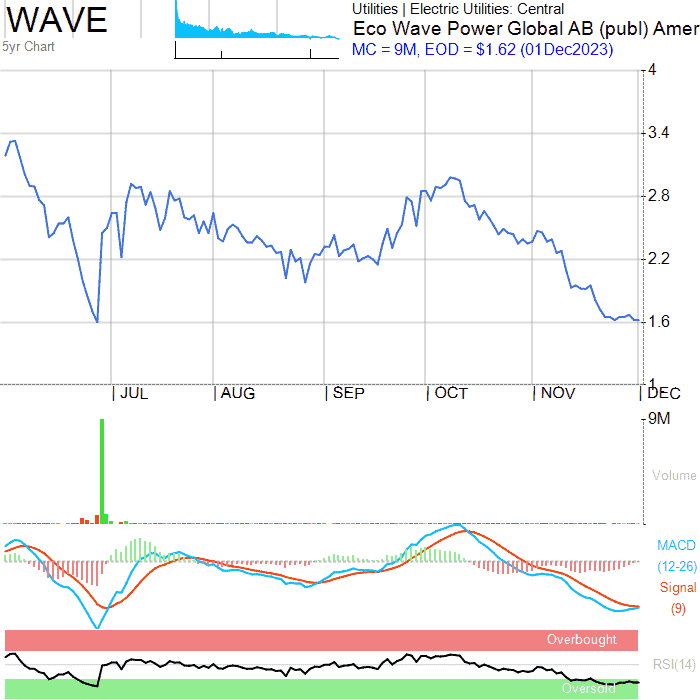 WAVE
5yr Chart
Utilities | Electric Utilities: Central
Eco Wave Power Global AB (publ) Amer
MC = 9M, EOD = $1.62 (01Dec2023)
4
3.4
2.8
2.2
1.6
1
JUL AUG SEP OCT NOV DEC
9M
Volume
MACD
(12-26)
Signal
(9)
Overbought
RSI(14)
Oversold